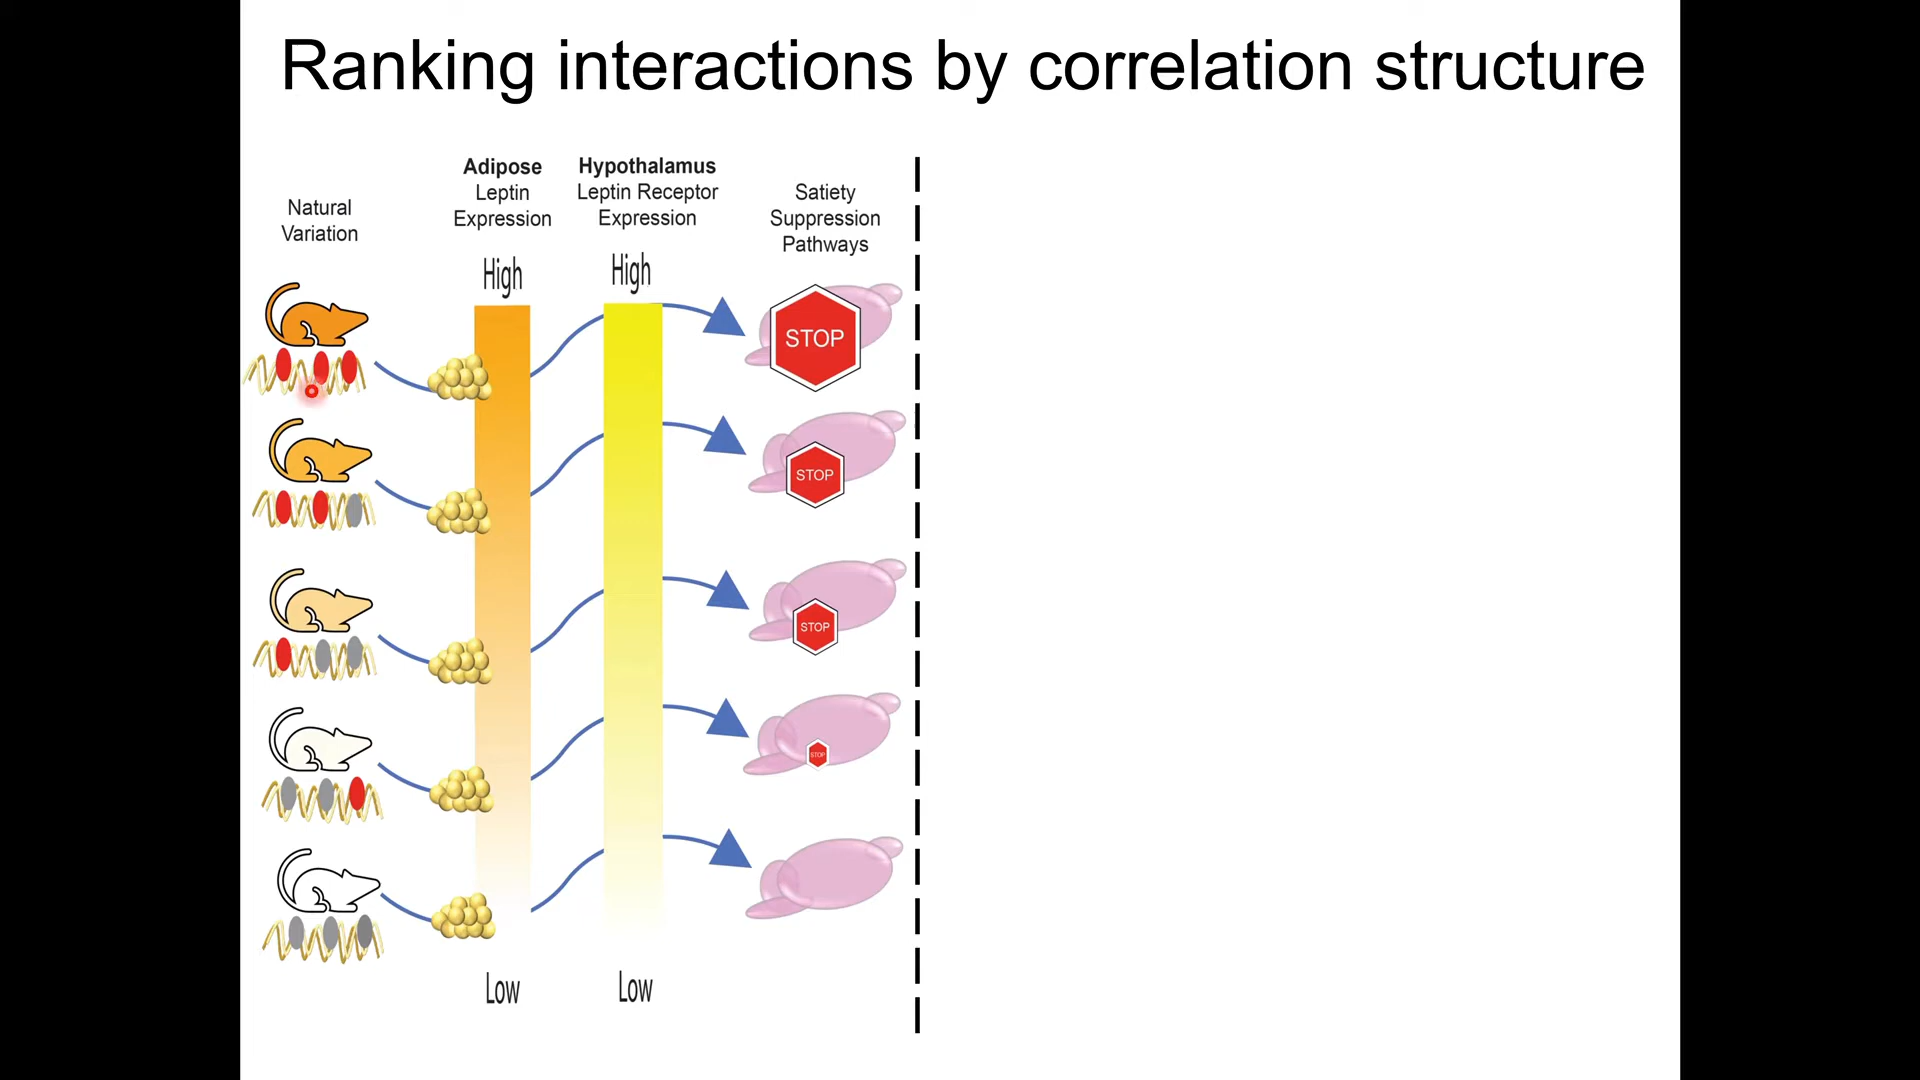 Ranking interactions by correlation structure
Natural
Variation
Adipose
Leptin
Expression
Hypothalamus
Leptin Receptor
Expression
Satiety
Suppression
Pathways
High
High
STOP
STOP
STOP
STOP
Low
Low